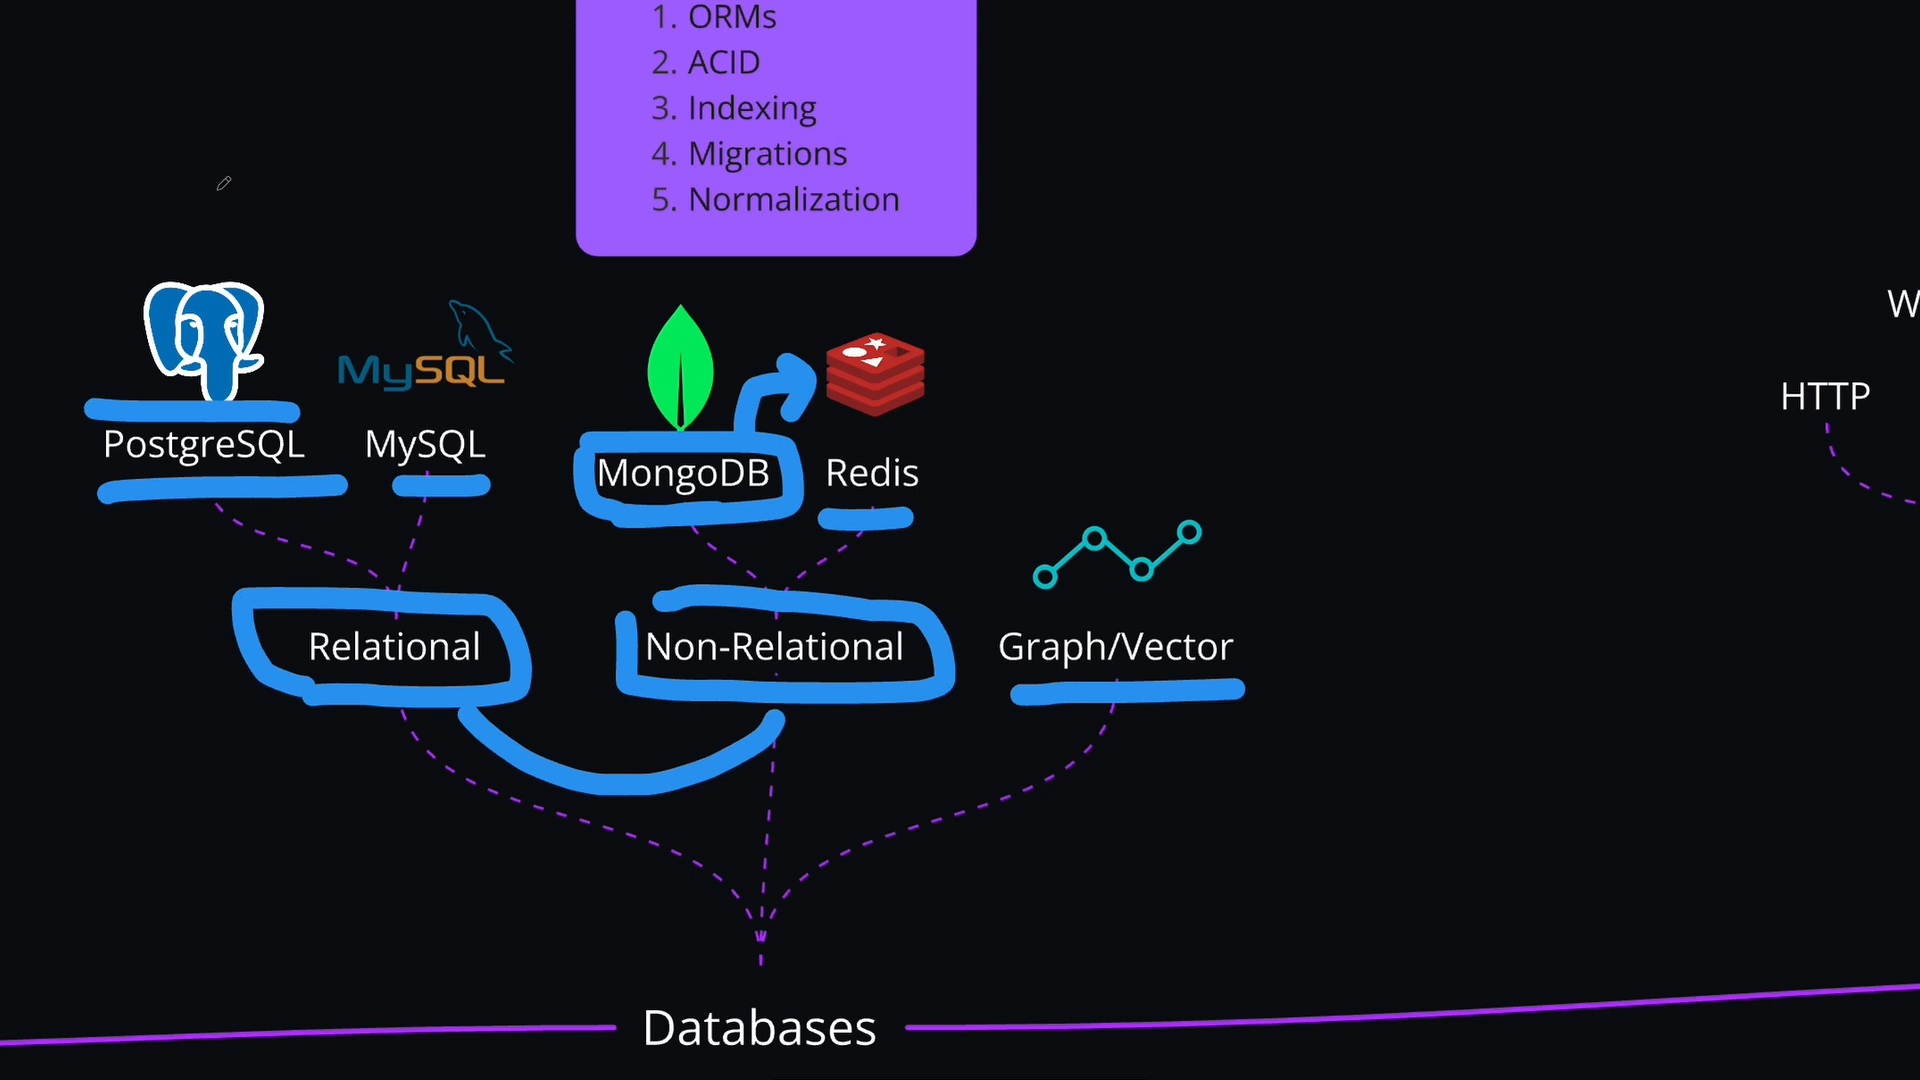 1. ORMs
2. ACID
3. Indexing
4. Migrations
5. Normalization
MySQL
PostgreSQL
MySQL
MongoDB
Redis
Relational
Non-Relational
Graph/Vector
Databases
W
HTTP